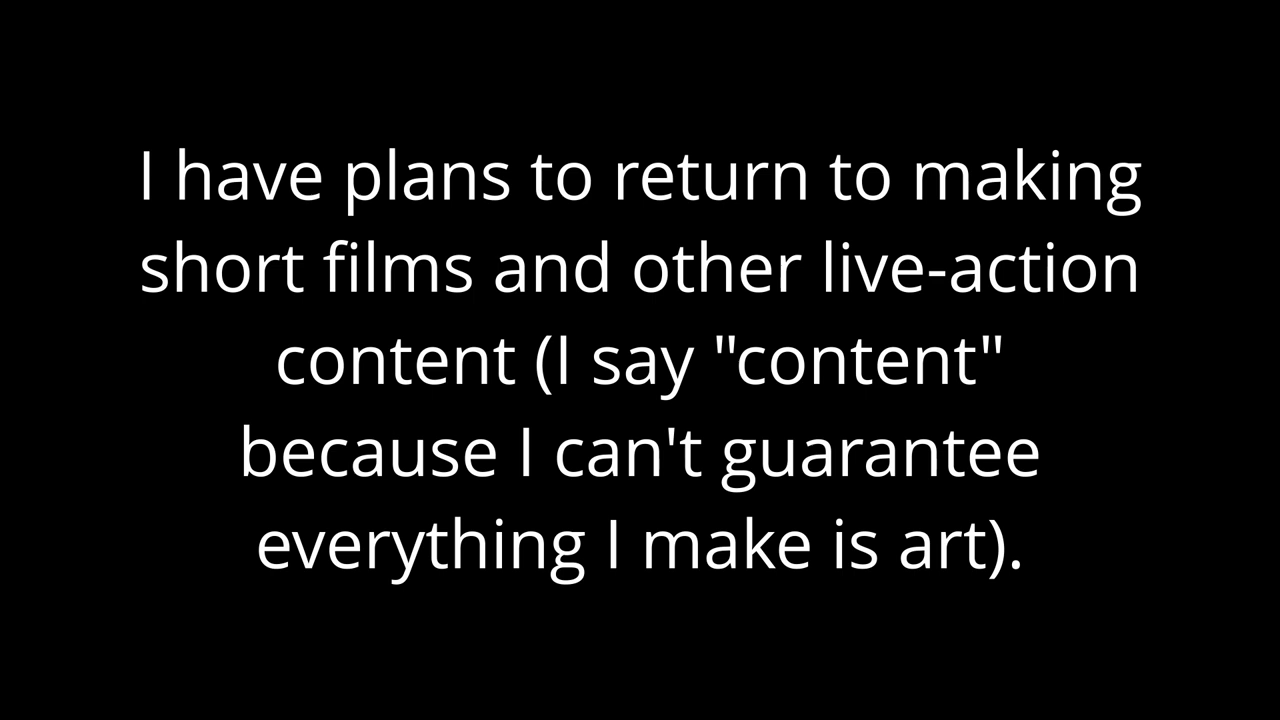 I have plans to return to making
short films and other live-action
content (I say "content"
because I can't guarantee
everything I make is art).